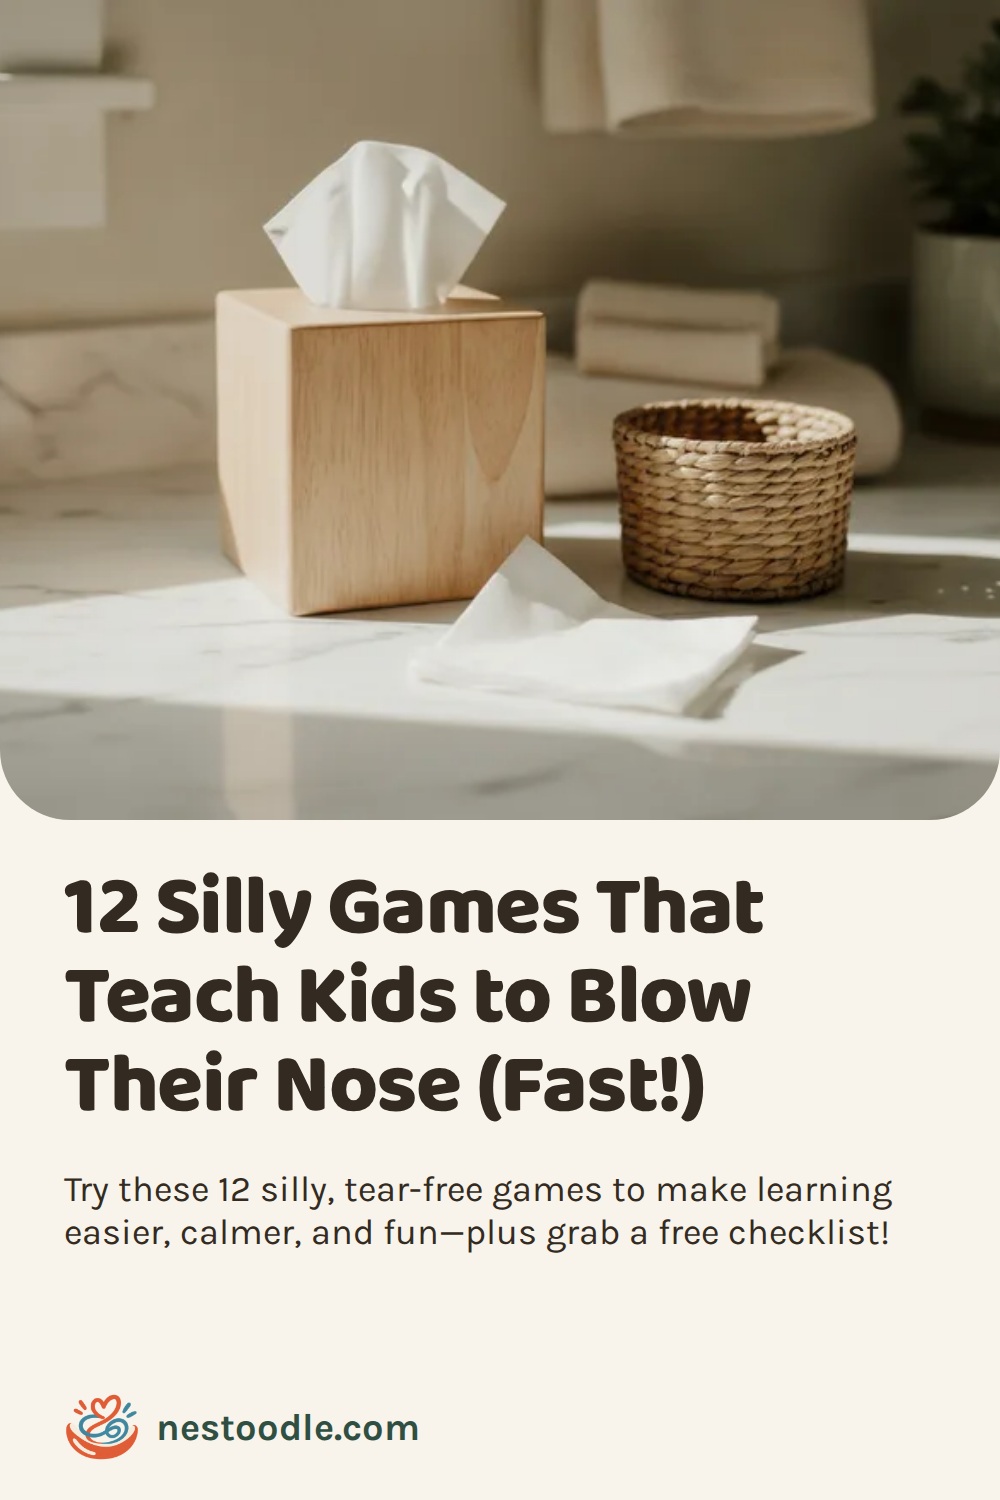 12 Silly Games That
Teach Kids to Blow
Their Nose (Fast!)
Try these 12 silly, tear-free games to make learning
easier, calmer, and fun—plus grab a free checklist!
nestoodle.com